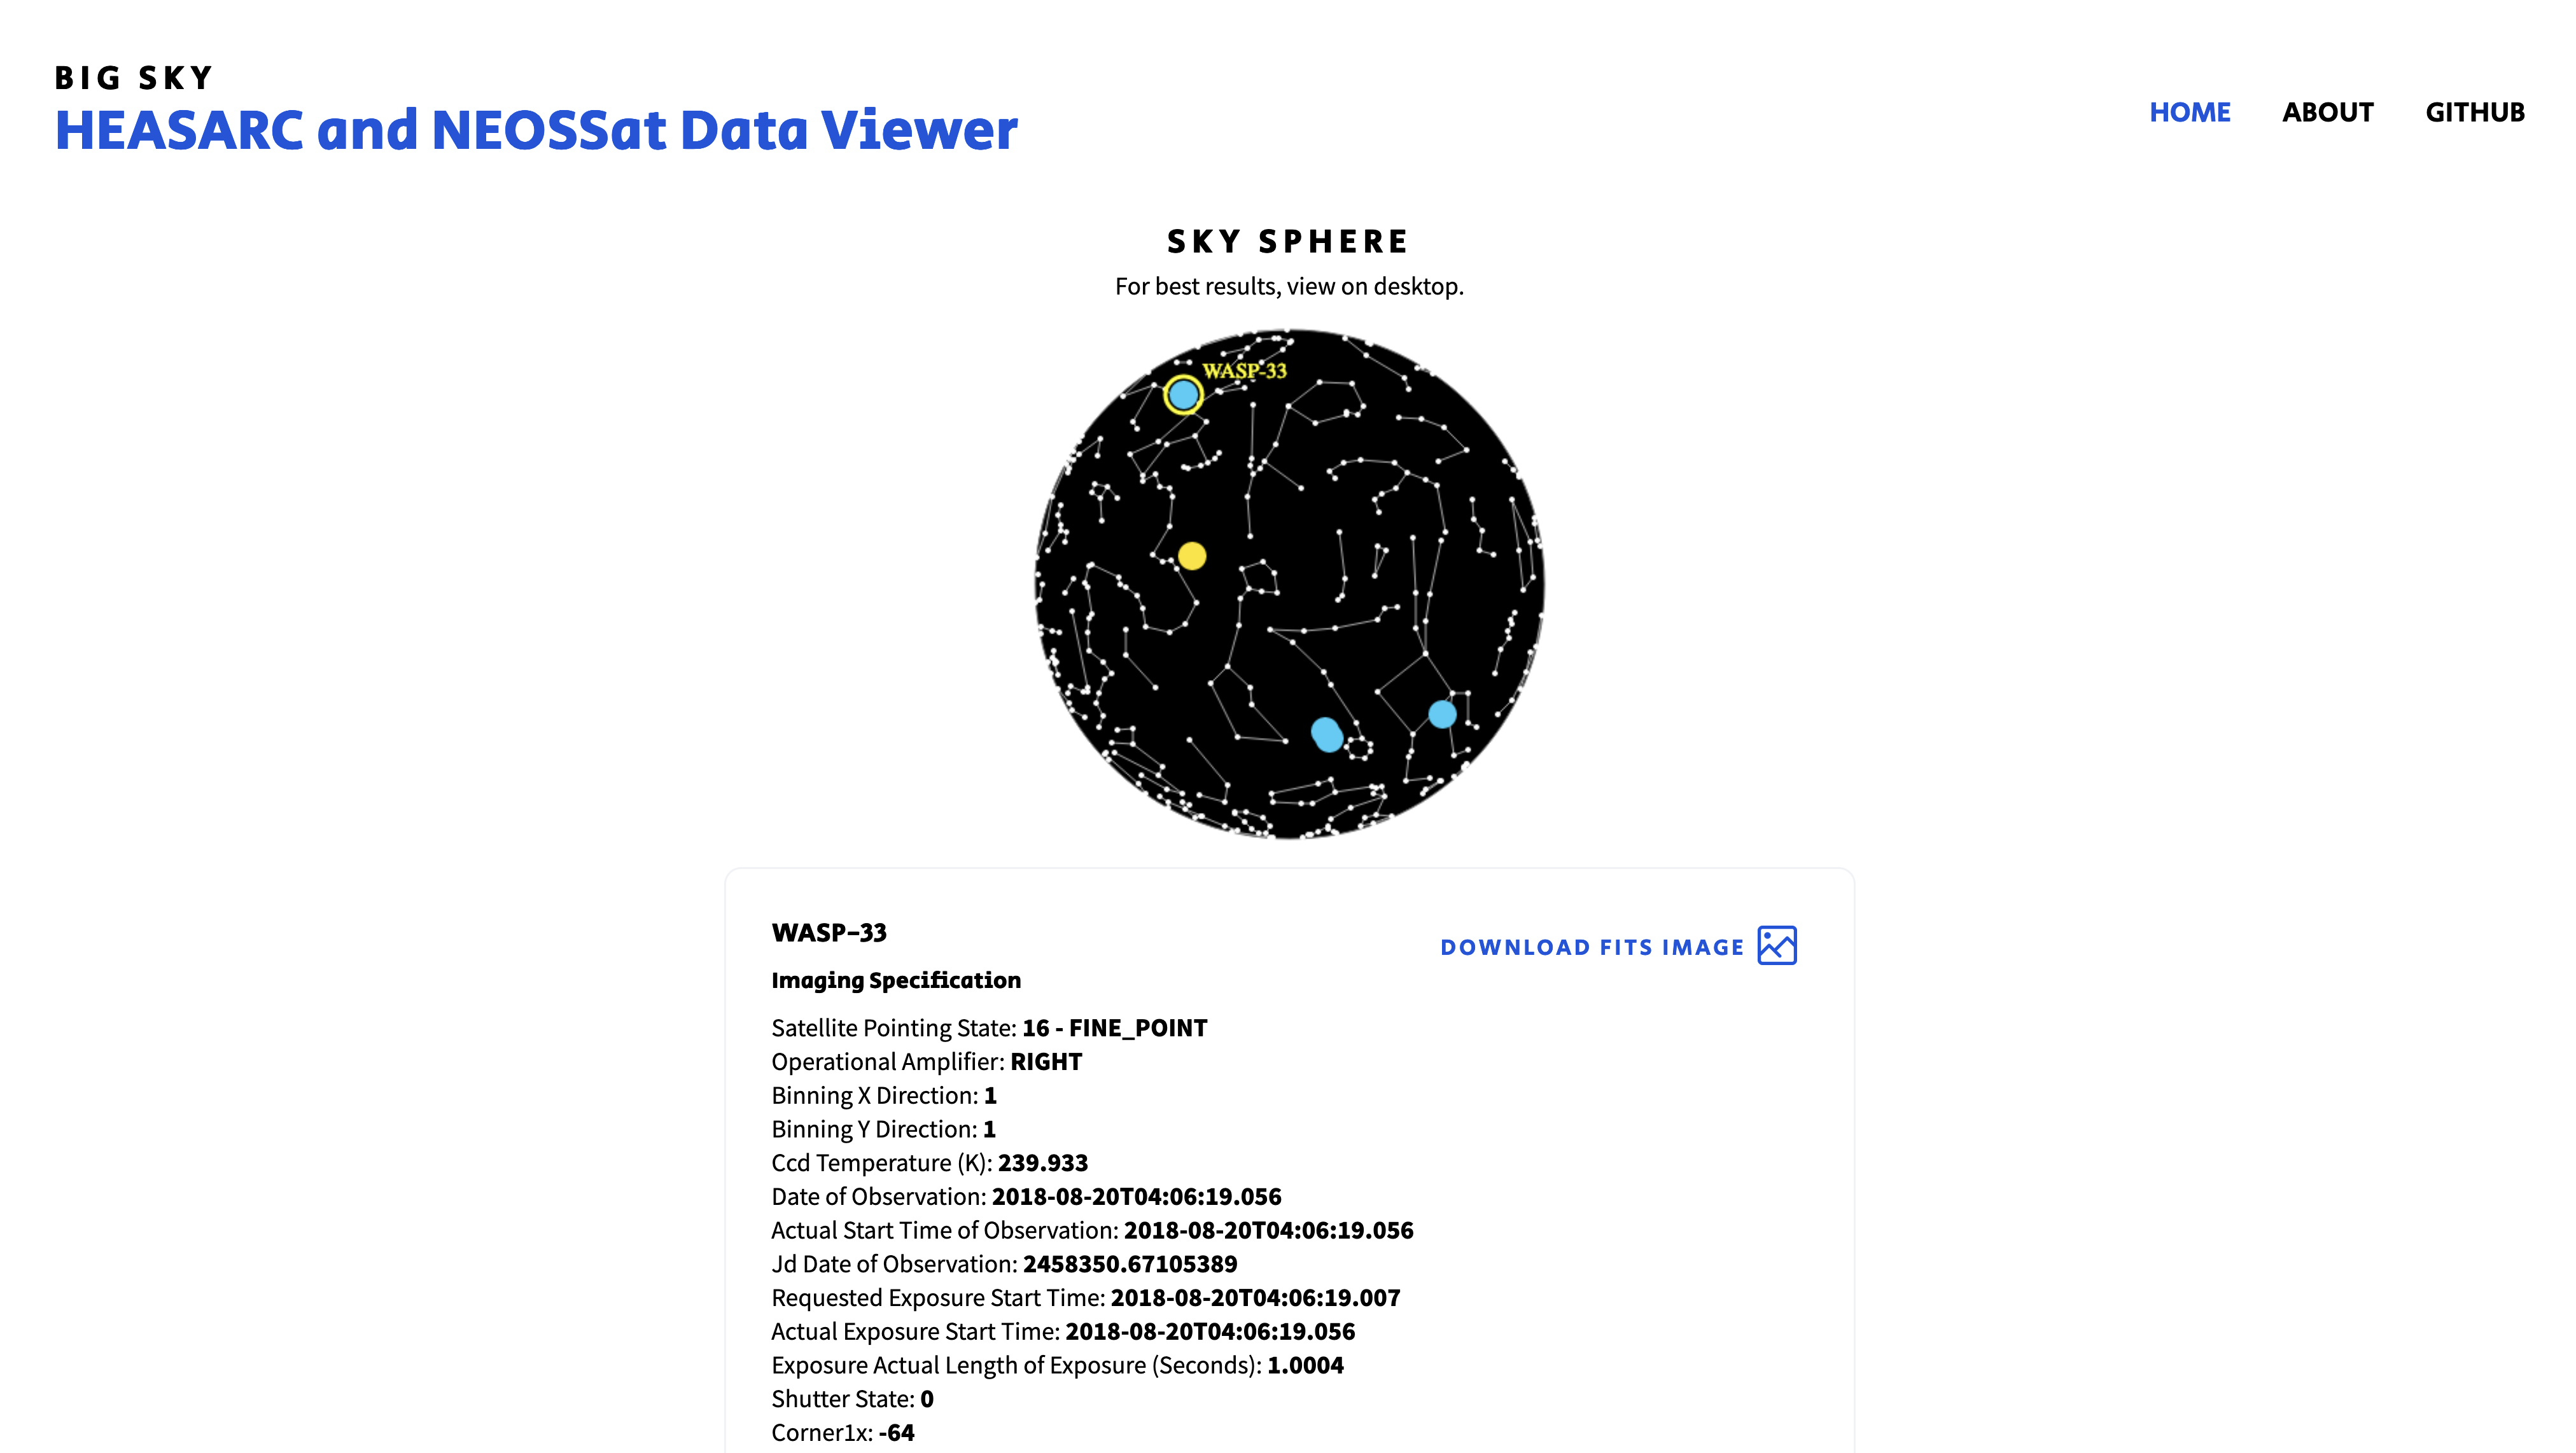 BIG SKY
HEASARC and NEOSSat Data Viewer
HOME ABOUT GITHUB
SKY SPHERE
For best results, view on desktop.
WASP-33
WASP-33
DOWNLOAD FITS IMAGE
Imaging Specification
Satellite Pointing State: 16 - FINE_POINT
Operational Amplifier: RIGHT
Binning X Direction: 1
Binning Y Direction: 1
Ccd Temperature (K): 239.933
Date of Observation: 2018-08-20T04:06:19.056
Actual Start Time of Observation: 2018-08-20T04:06:19.056
Jd Date of Observation: 2458350.67105389
Requested Exposure Start Time: 2018-08-20T04:06:19.007
Actual Exposure Start Time: 2018-08-20T04:06:19.056
Exposure Actual Length of Exposure (Seconds): 1.0004
Shutter State: 0
Corner1x: -64